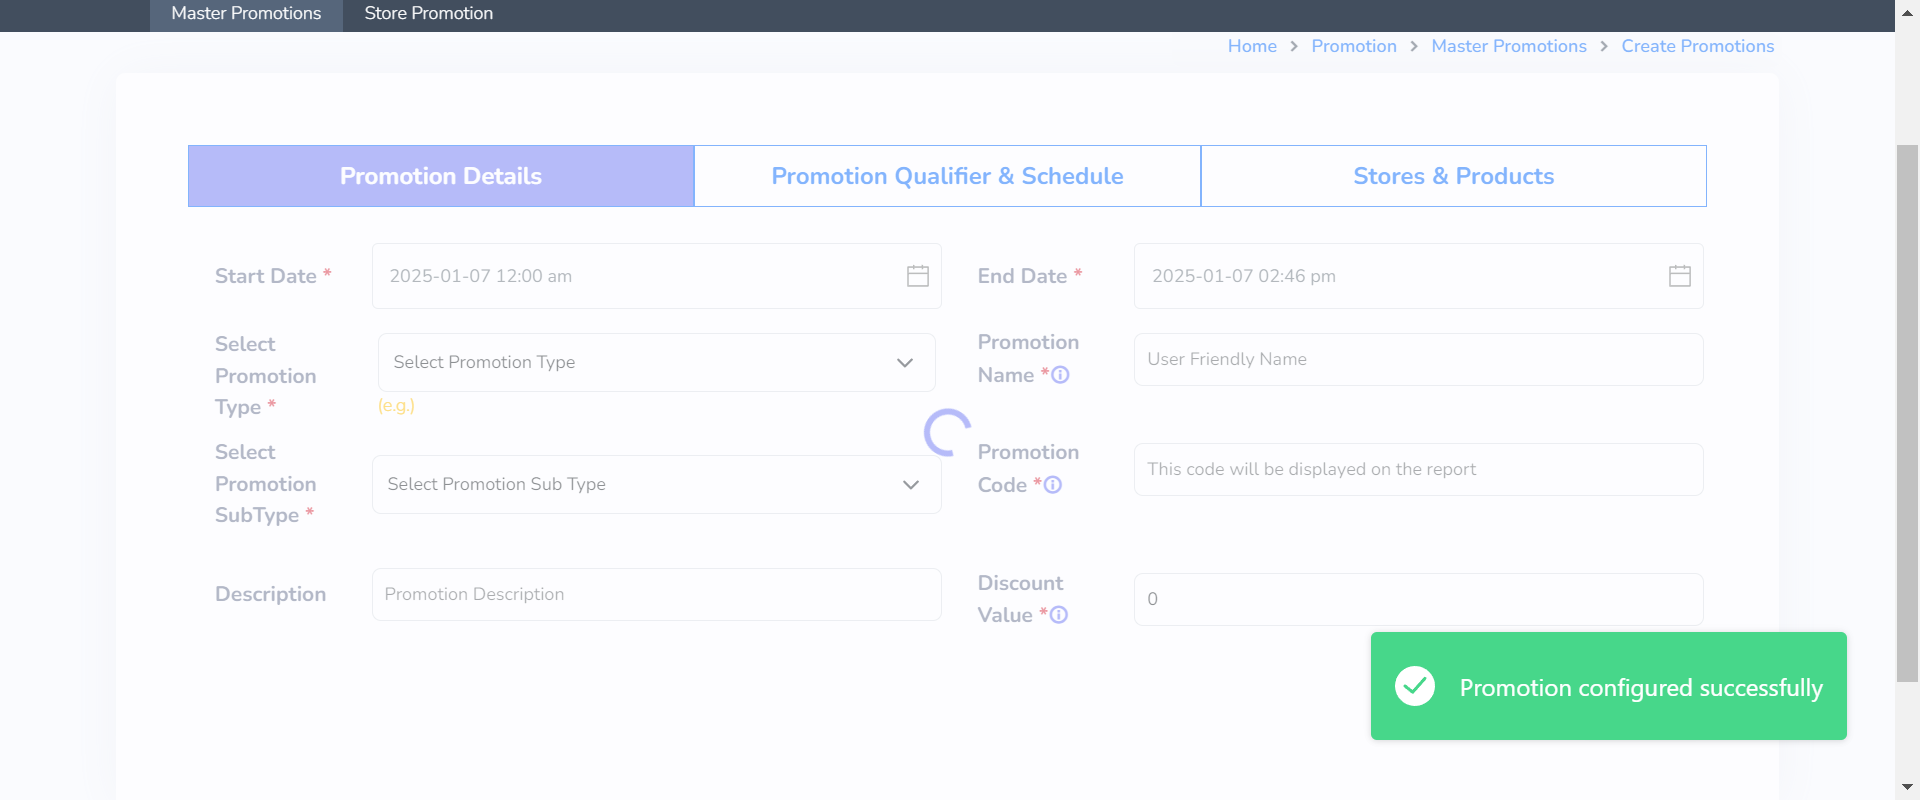 Master Promotions
Store Promotion
Home
Promotion
Master Promotions
Create Promotions
Promotion Details
Promotion Qualifier & Schedule
Stores & Products
Start Date *
2025-01-07 12:00 am
End Date *
2025-01-07 02:46 pm
Select
Promotion
Type *
Select Promotion Type
(e.g.)
Promotion
Name *
User Friendly Name
Select
Promotion
SubType *
Select Promotion Sub Type
Promotion
Code *
This code will be displayed on the report
Description
Promotion Description
Discount
Value *
0
Promotion configured successfully